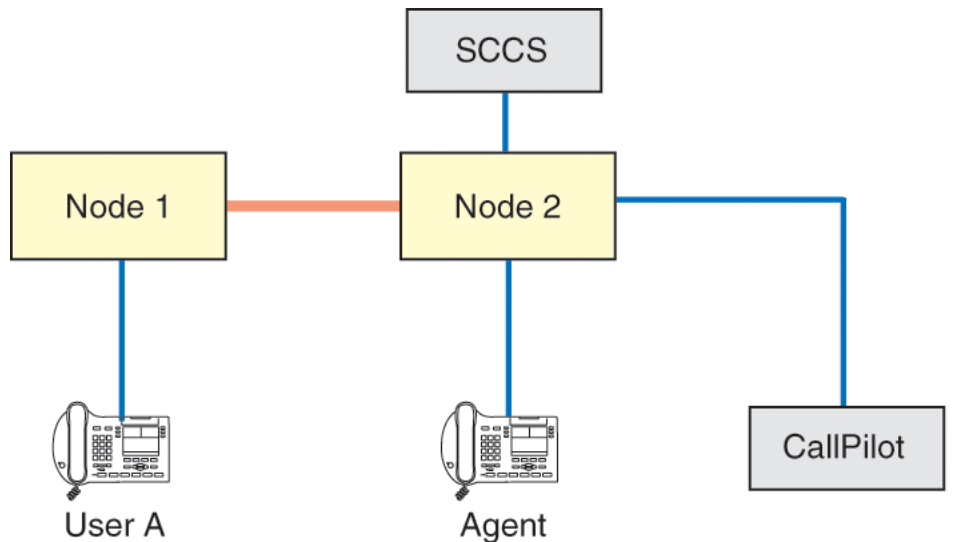 SCCS
Node 1
Node 2
CallPilot
User A
Agent